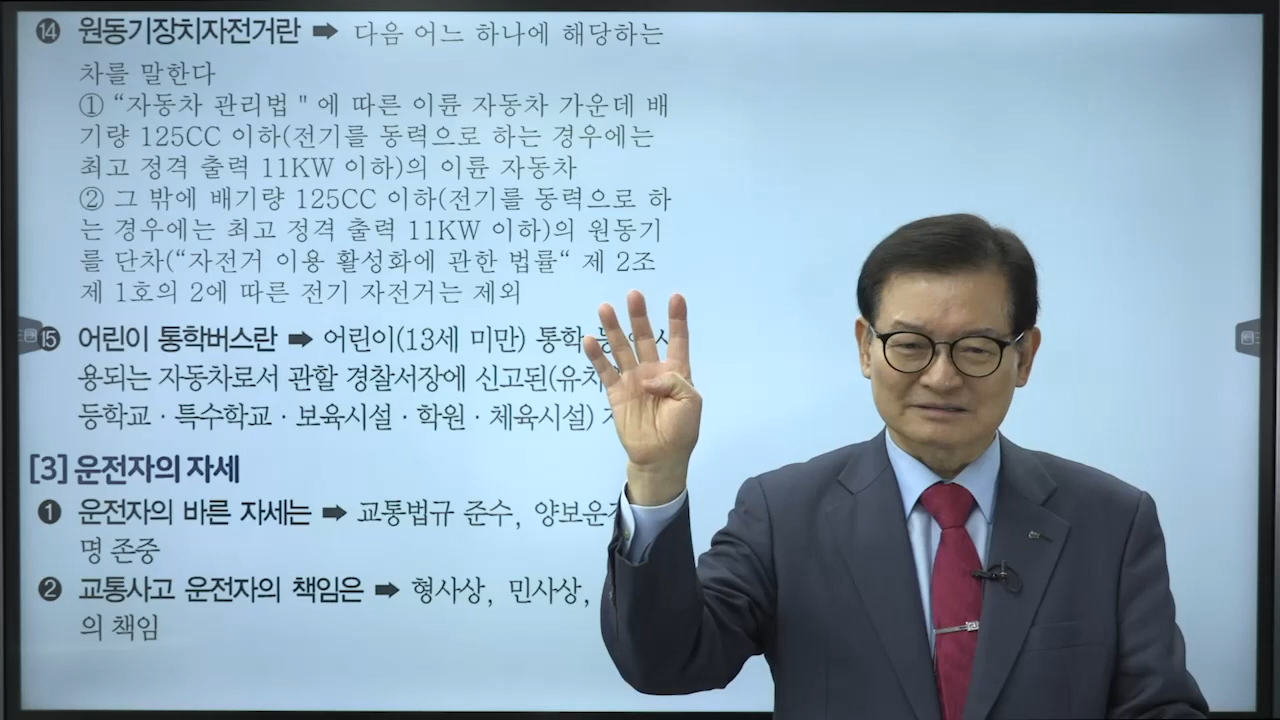 ⑭ 원동기장치자전거란 ➡ 다음 어느 하나에 해당하는
차를 말한다
① “자동차 관리법 " 에 따른 이륜 자동차 가운데 배
기량 125CC 이하(전기를 동력으로 하는 경우에는
최고 정격 출력 11KW 이하)의 이륜 자동차
② 그 밖에 배기량 125CC 이하(전기를 동력으로 하
는 경우에는 최고 정격 출력 11KW 이하)의 원동기
를 단차(“자전거 이용 활성화에 관한 법률“ 제 2조
제 1호의 2에 따른 전기 자전거는 제외
⑮ 어린이 통학버스란 ➡ 어린이(13세 미만) 통학
용되는 자동차로서 관할 경찰서장에 신고된(유치
등학교 · 특수학교 · 보육시설 · 학원 · 체육시설)
[3] 운전자의 자세
❶ 운전자의 바른 자세는 ➡ 교통법규 준수, 양보운
명 존중
❷ 교통사고 운전자의 책임은 ➡ 형사상, 민사상,
의 책임